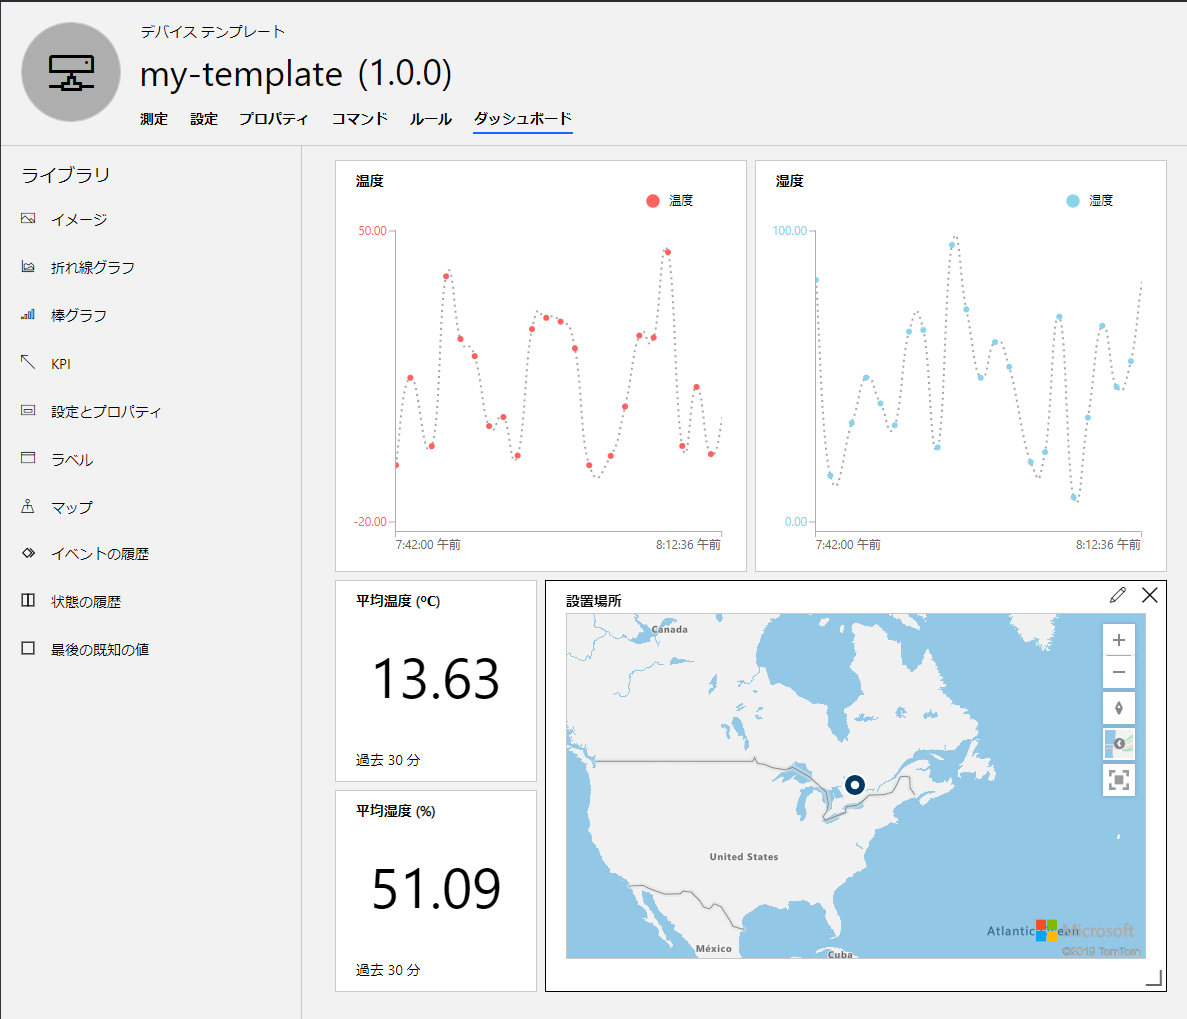 デバイス テンプレート
my-template (1.0.0)
測定 設定 プロパティ コマンド ルール ダッシュボード
ライブラリ
イメージ
折れ線グラフ
棒グラフ
KPI
設定とプロパティ
ラベル
マップ
イベントの履歴
状態の履歴
最後の既知の値
温度
温度
50.00
-20.00
7:42:00 午前 8:12:36 午前
湿度
湿度
100.00
0.00
7:42:00 午前 8:12:36 午前
平均温度 (ºC)
13.63
過去 30 分
平均湿度 (%)
51.09
過去 30 分
設置場所
Canada
United States
México
Cuba
Atlantic
Microsoft
©2019 TomTom